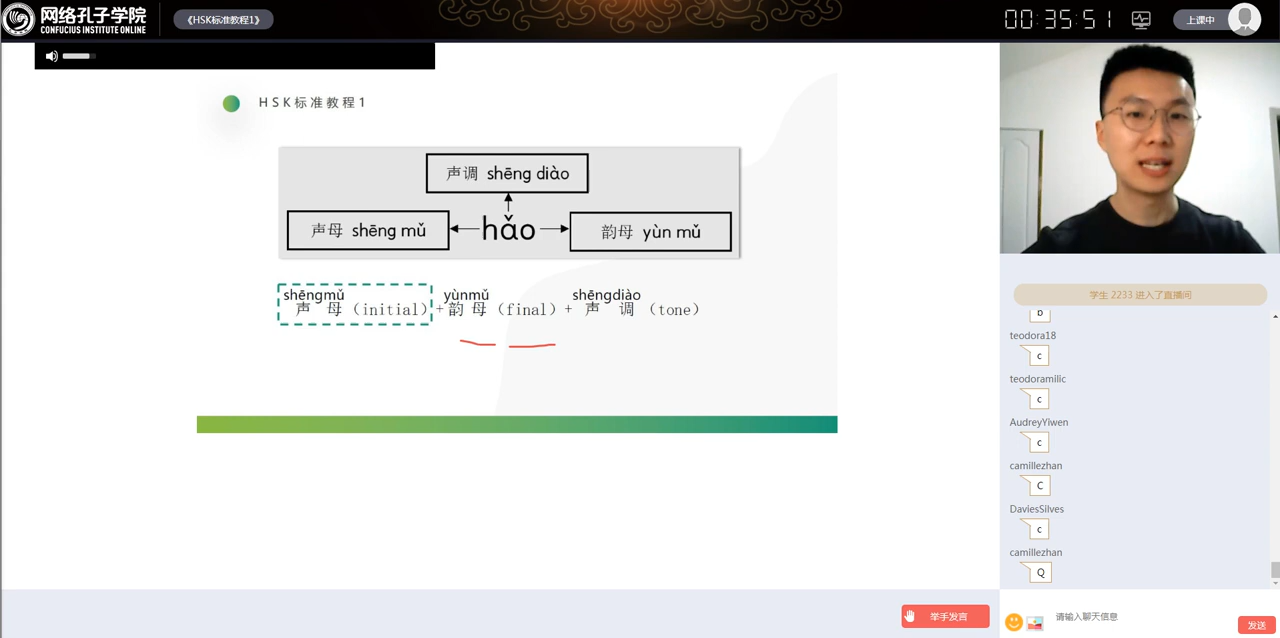 网络孔子学院
CONFUCIUS INSTITUTE ONLINE
《HSK标准教程1》
00:35:51
上课中
HSK标准教程1
声调 shēng diào
声母 shēng mǔ
hǎo
韵母 yùn mǔ
shēngmǔ yùnmǔ shēngdiào
声 母（initial）+韵 母（final）+ 声 调（tone）
学生 2233 进入了直播间
b
teodora18
c
teodoramilic
c
AudreyYiwen
c
camillezhan
C
DaviesSilves
c
camillezhan
Q
举手发言
请输入聊天信息
发送